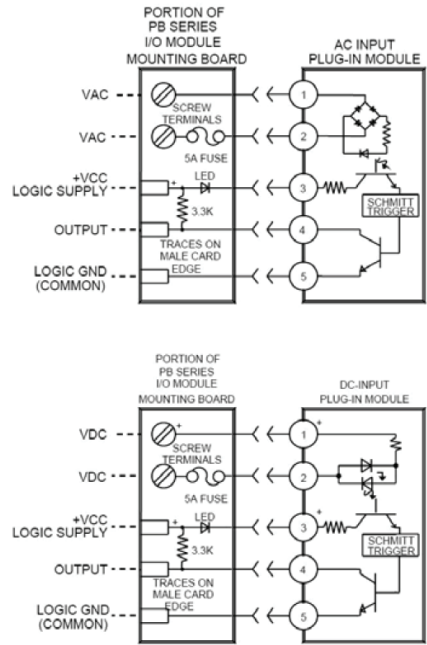 PORTION OF
PB SERIES
I/O MODULE
MOUNTING BOARD
AC INPUT
PLUG-IN MODULE
VAC
1
SCREW
TERMINALS
VAC
2
5A FUSE
+VCC
LOGIC SUPPLY
+
LED
3
3.3K
SCHMITT
TRIGGER
OUTPUT
4
TRACES ON
MALE CARD
EDGE
LOGIC GND
(COMMON)
5
PORTION OF
PB SERIES
I/O MODULE
MOUNTING BOARD
DC-INPUT
PLUG-IN MODULE
VDC
+
1
+
SCREW
TERMINALS
VDC
2
5A FUSE
+VCC
LOGIC SUPPLY
+
LED
3
+
3.3K
SCHMITT
TRIGGER
OUTPUT
4
TRACES ON
MALE CARD
EDGE
LOGIC GND
(COMMON)
5